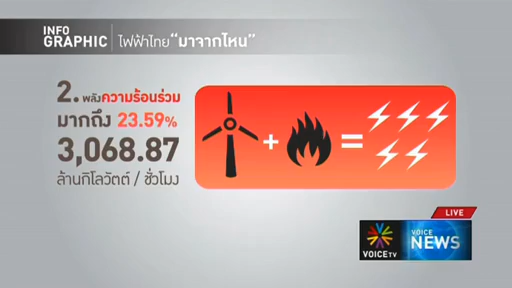 INFO
GRAPHIC
ไฟฟ้าไทย "มาจากไหน"
2. พลังความร้อนร่วม
มากถึง 23.59%
3,068.87
ล้านกิโลวัตต์ / ชั่วโมง
+
=
LIVE
VOICE TV
VOICE
NEWS